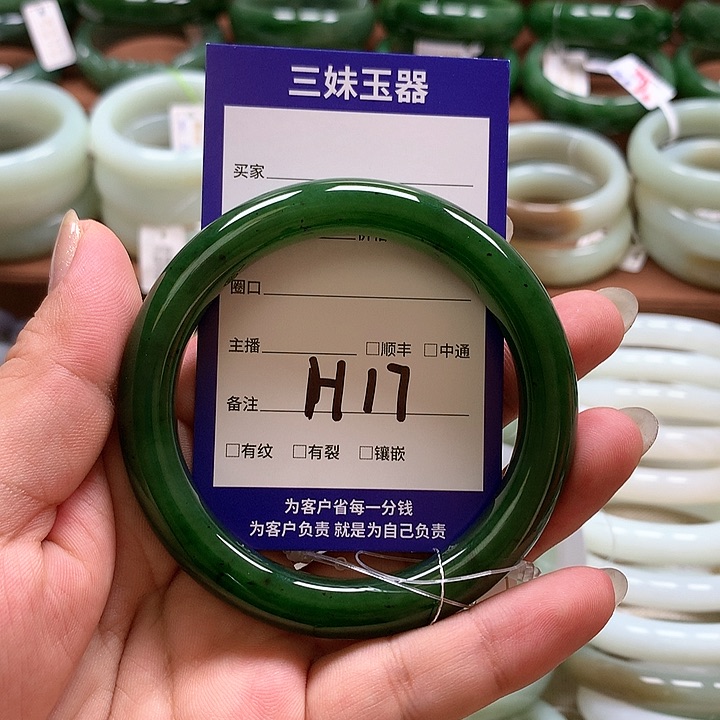 三妹玉器
买家
圈口
主播 □顺丰 □中通
备注 H17
□有纹 □有裂 □镶嵌
为客户省每一分钱
为客户负责 就是为自己负责